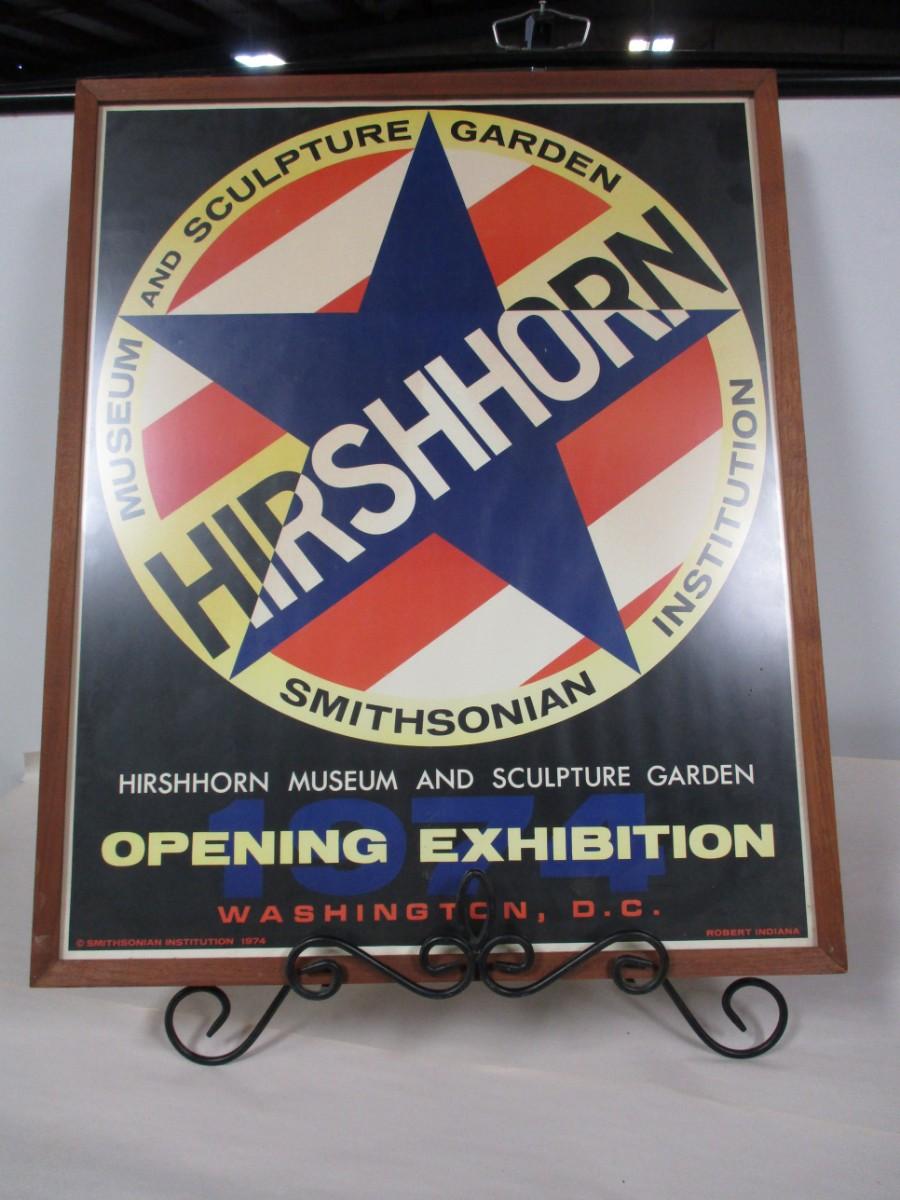 MUSEUM AND SCULPTURE GARDEN
HIRSHHORN
SMITHSONIAN INSTITUTION
HIRSHHORN MUSEUM AND SCULPTURE GARDEN
1974
OPENING EXHIBITION
WASHINGTON, D.C.
© SMITHSONIAN INSTITUTION 1974
ROBERT INDIANA